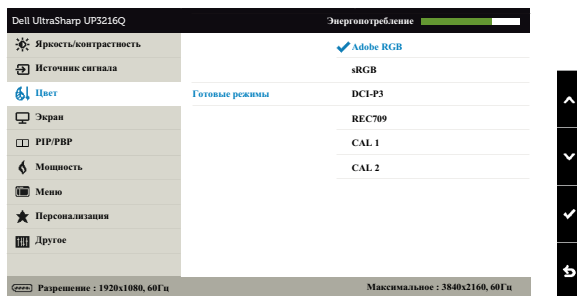 Dell UltraSharp UP3216Q Энергопотребление
Яркость/контрастность Adobe RGB
Источник сигнала sRGB
Цвет Готовые режимы DCI-P3
Экран REC709
PIP/PBP CAL 1
Мощность CAL 2
Меню
Персонализация
Другое
Разрешение : 1920x1080, 60Гц Максимальное : 3840x2160, 60Гц